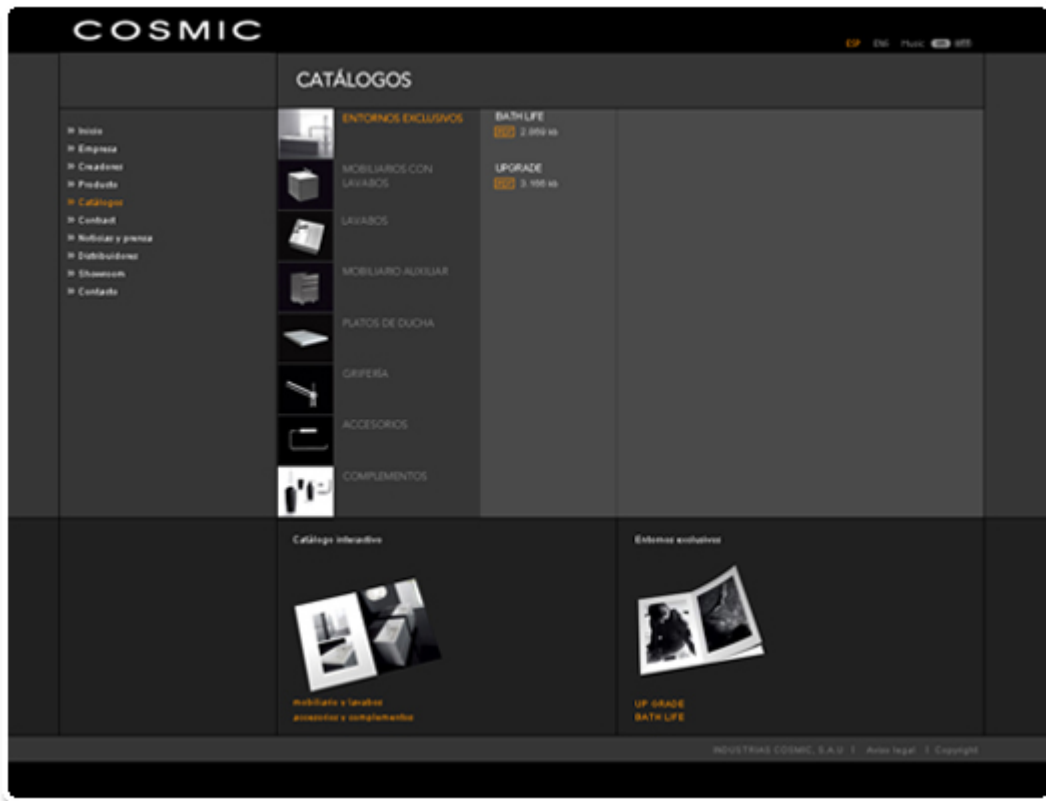 COSMIC
ESP ENG Music
CATÁLOGOS
» Inicio
» Empresa
» Creadores
» Producto
» Catálogos
» Contract
» Noticias y prensa
» Distribuidores
» Showroom
» Contacto
ENTORNOS EXCLUSIVOS
MOBILIARIOS CON
LAVABOS
LAVABOS
MOBILIARIO AUXILIAR
PLATOS DE DUCHA
GRIFERÍA
ACCESORIOS
COMPLEMENTOS
BATH LIFE
PDF 2.869 kb
UPGRADE
PDF 3.166 kb
Catálogo interactivo
mobiliario y lavabos
accesorios y complementos
Entornos exclusivos
UP GRADE
BATH LIFE
INDUSTRIAS COSMIC, S.A.U | Aviso legal | Copyright